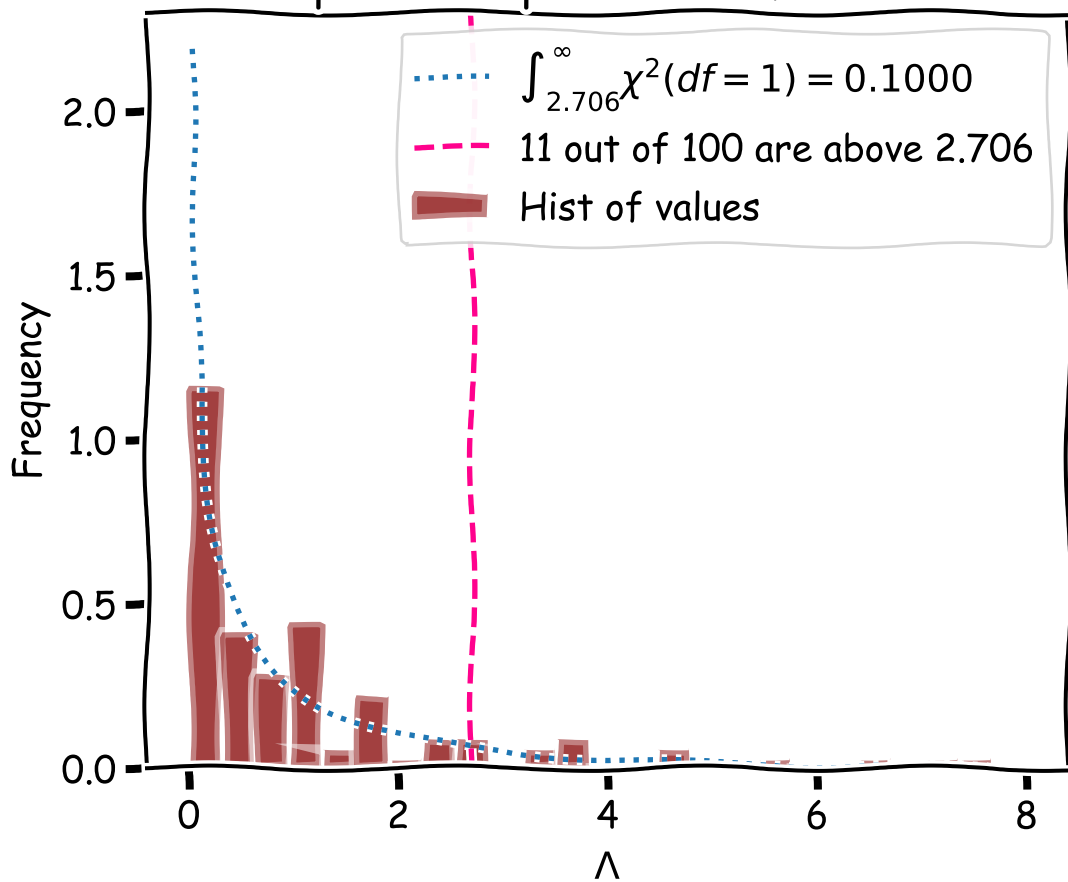 ∫_{2.706}^{∞} χ²(df = 1) = 0.1000
11 out of 100 are above 2.706
Hist of values
Frequency
2.0
1.5
1.0
0.5
0.0
0 2 4 6 8
Λ